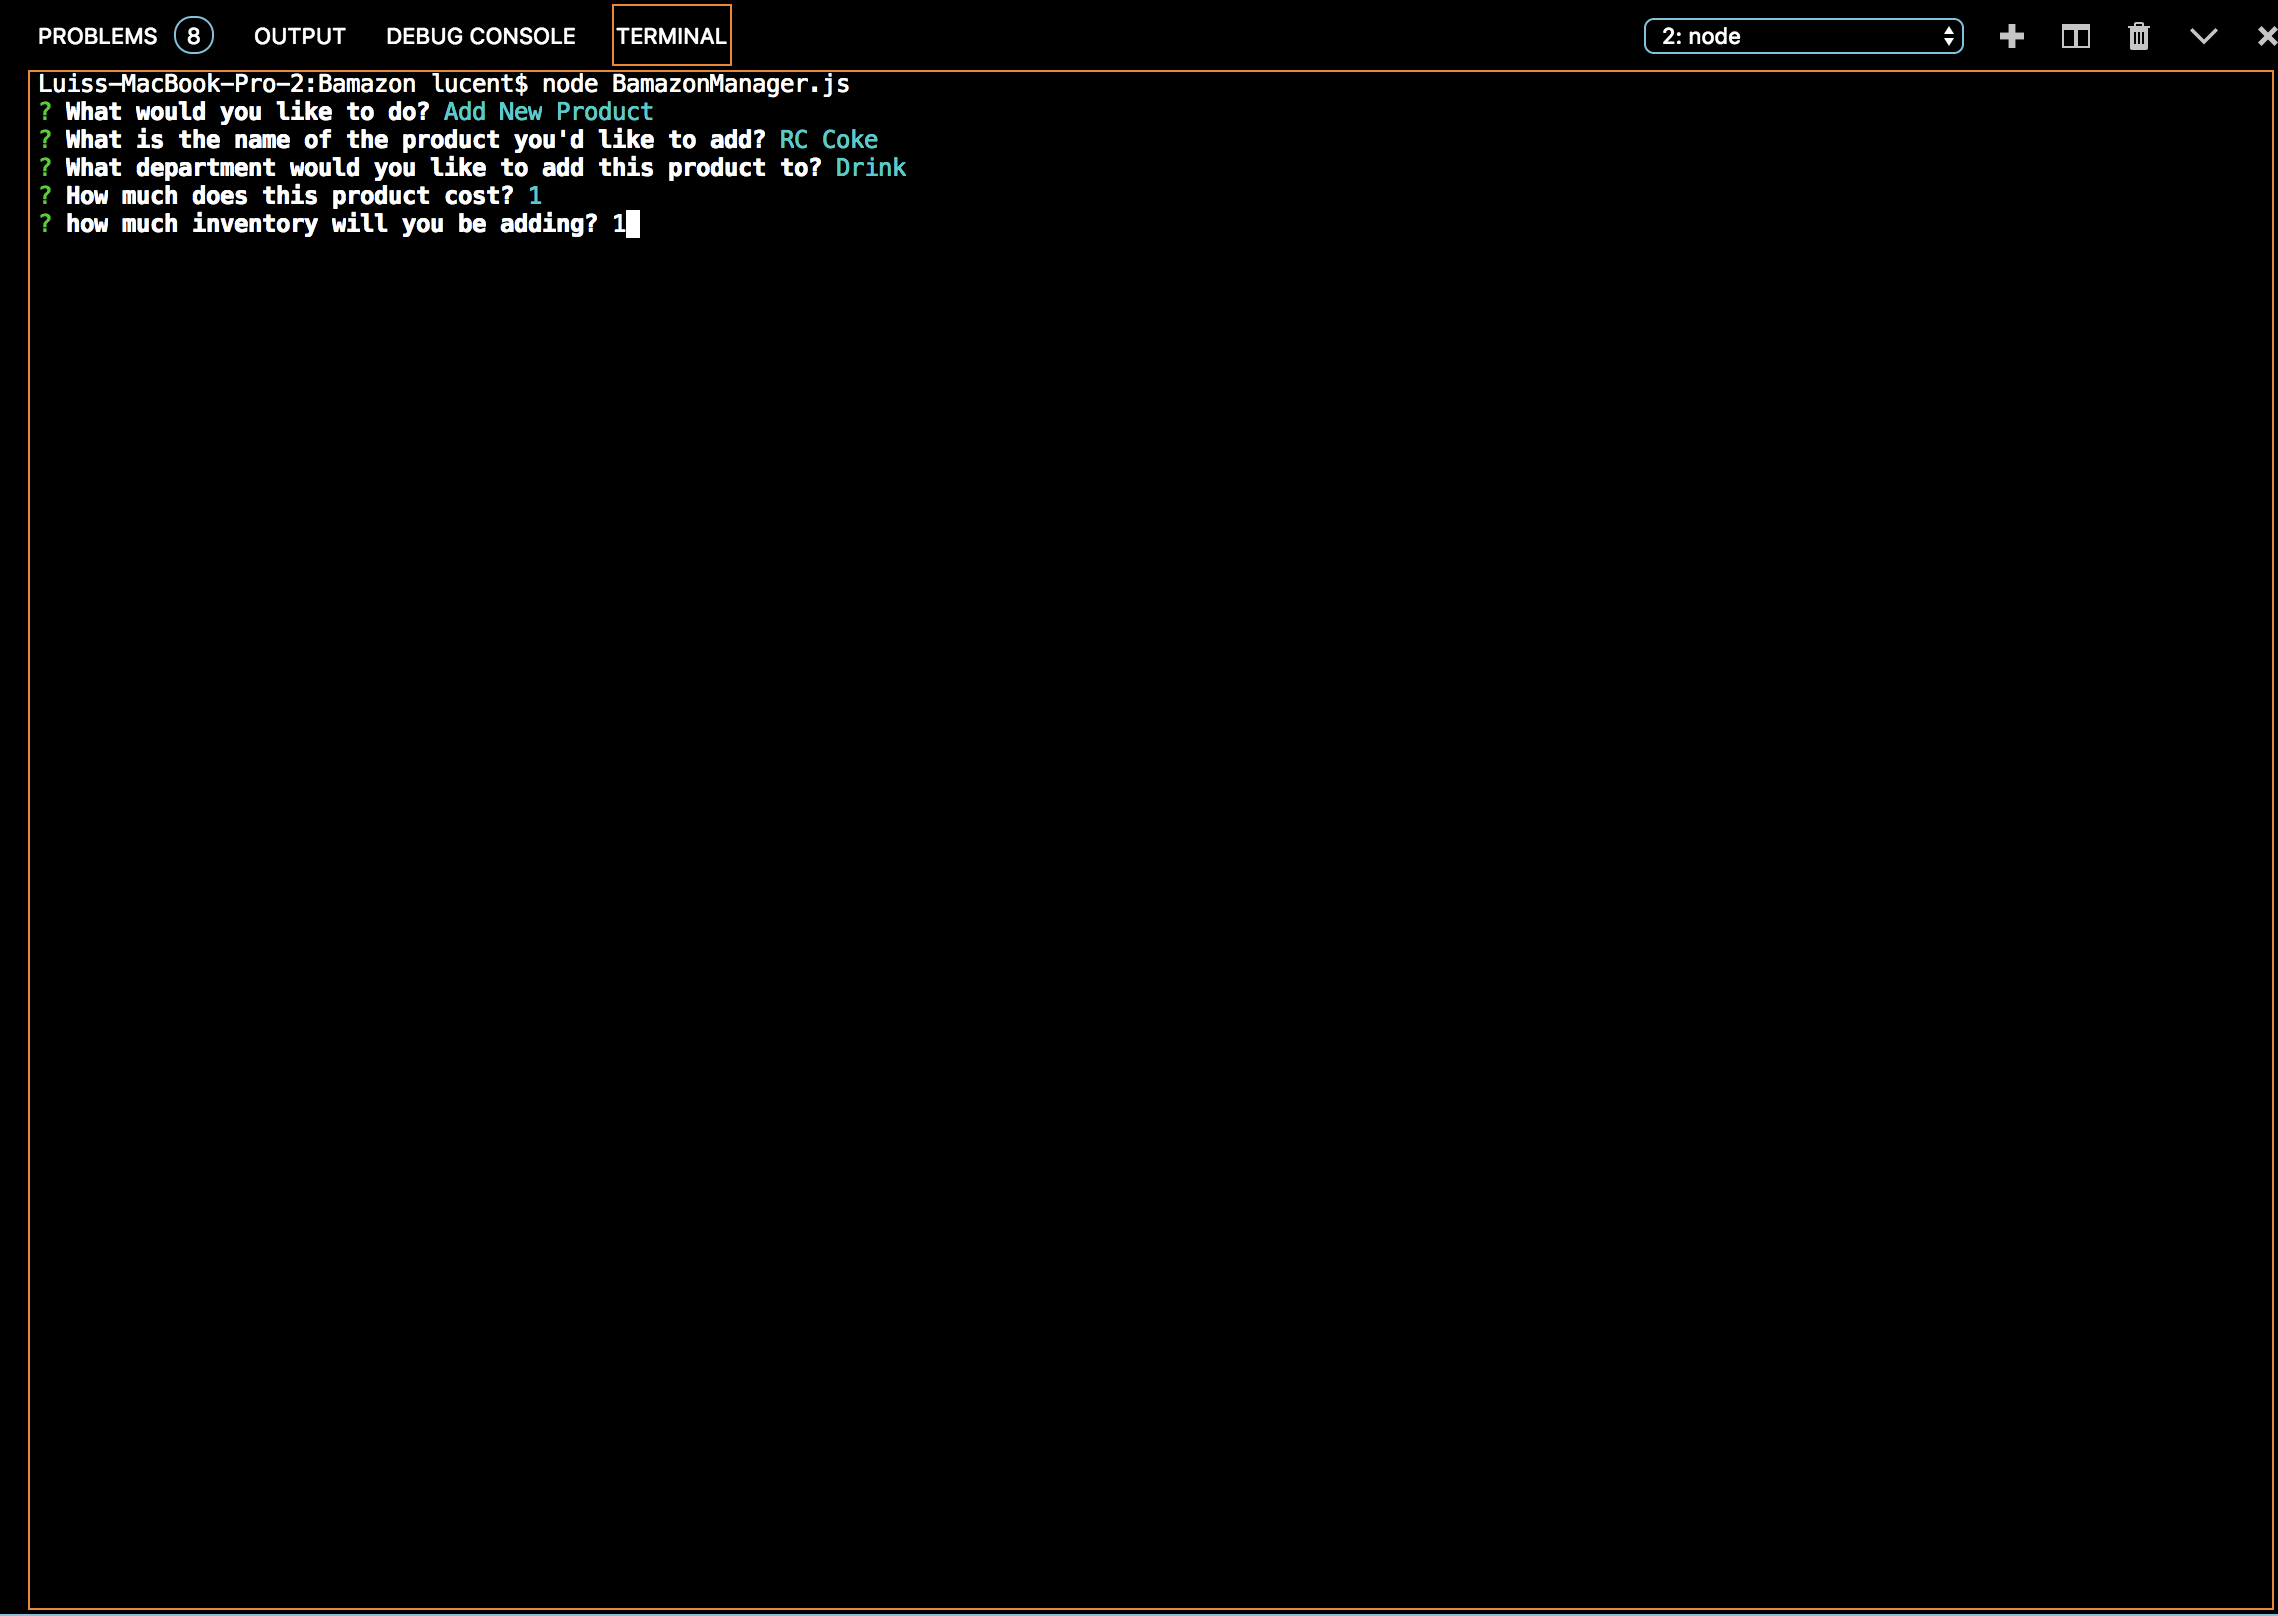 PROBLEMS 8 OUTPUT DEBUG CONSOLE TERMINAL 2: node
Luiss-MacBook-Pro-2:Bamazon lucent$ node BamazonManager.js
? What would you like to do? Add New Product
? What is the name of the product you'd like to add? RC Coke
? What department would you like to add this product to? Drink
? How much does this product cost? 1
? how much inventory will you be adding? 1